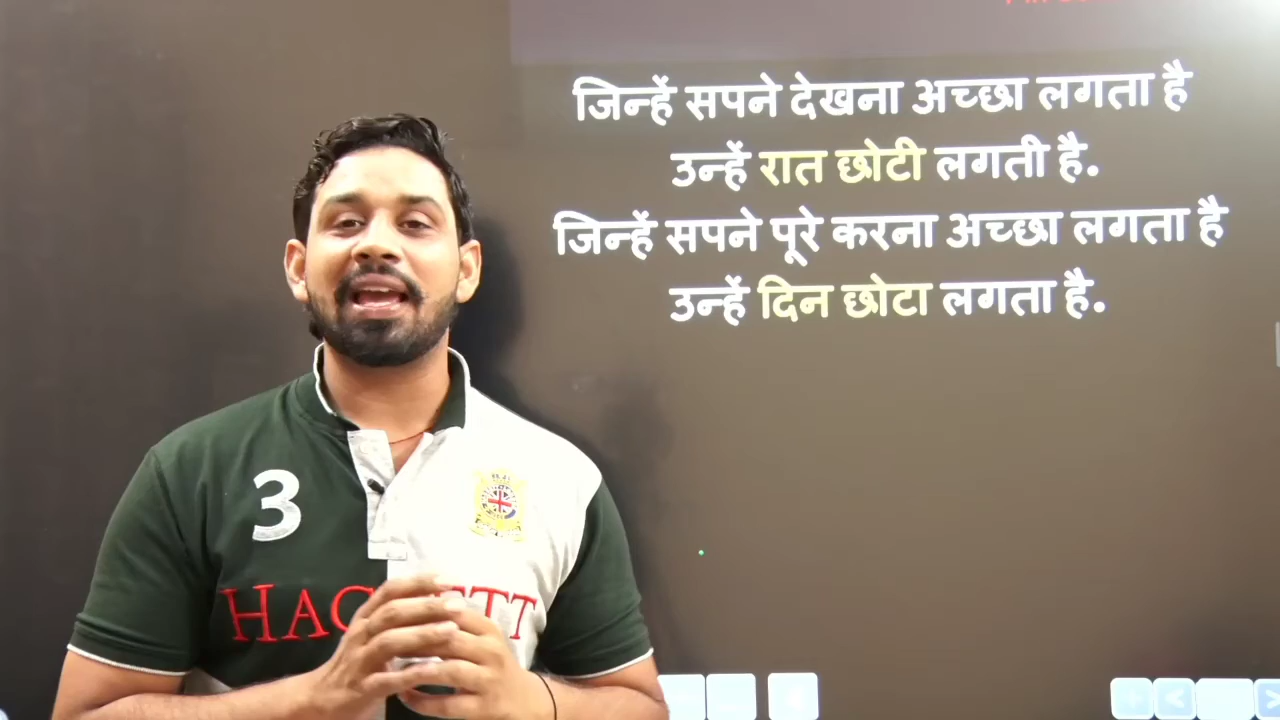 जिन्हें सपने देखना अच्छा लगता है
उन्हें रात छोटी लगती है.
जिन्हें सपने पूरे करना अच्छा लगता है
उन्हें दिन छोटा लगता है.
3